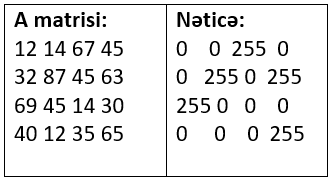 A matrisi:
12 14 67 45
32 87 45 63
69 45 14 30
40 12 35 65
Nəticə:
0 0 255 0
0 255 0 255
255 0 0 0
0 0 0 255